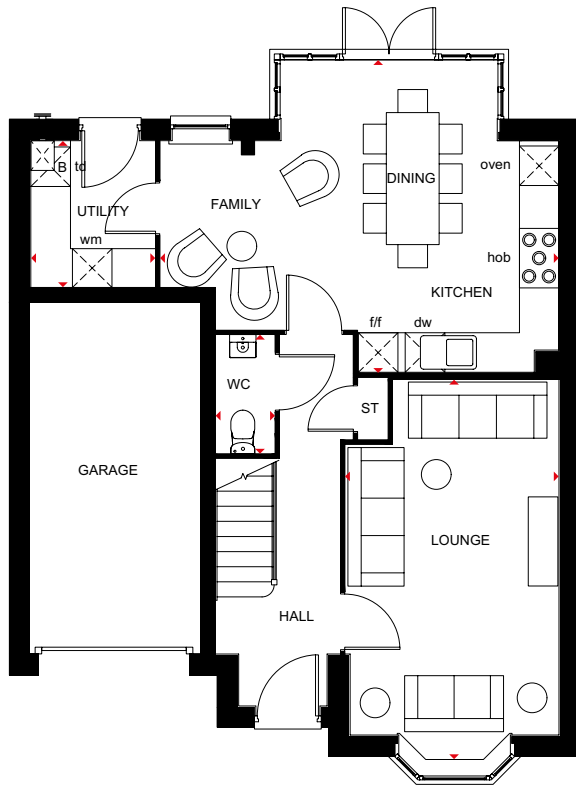 oven
B
td
DINING
UTILITY
FAMILY
wm
hob
KITCHEN
f/f
dw
WC
ST
GARAGE
LOUNGE
HALL